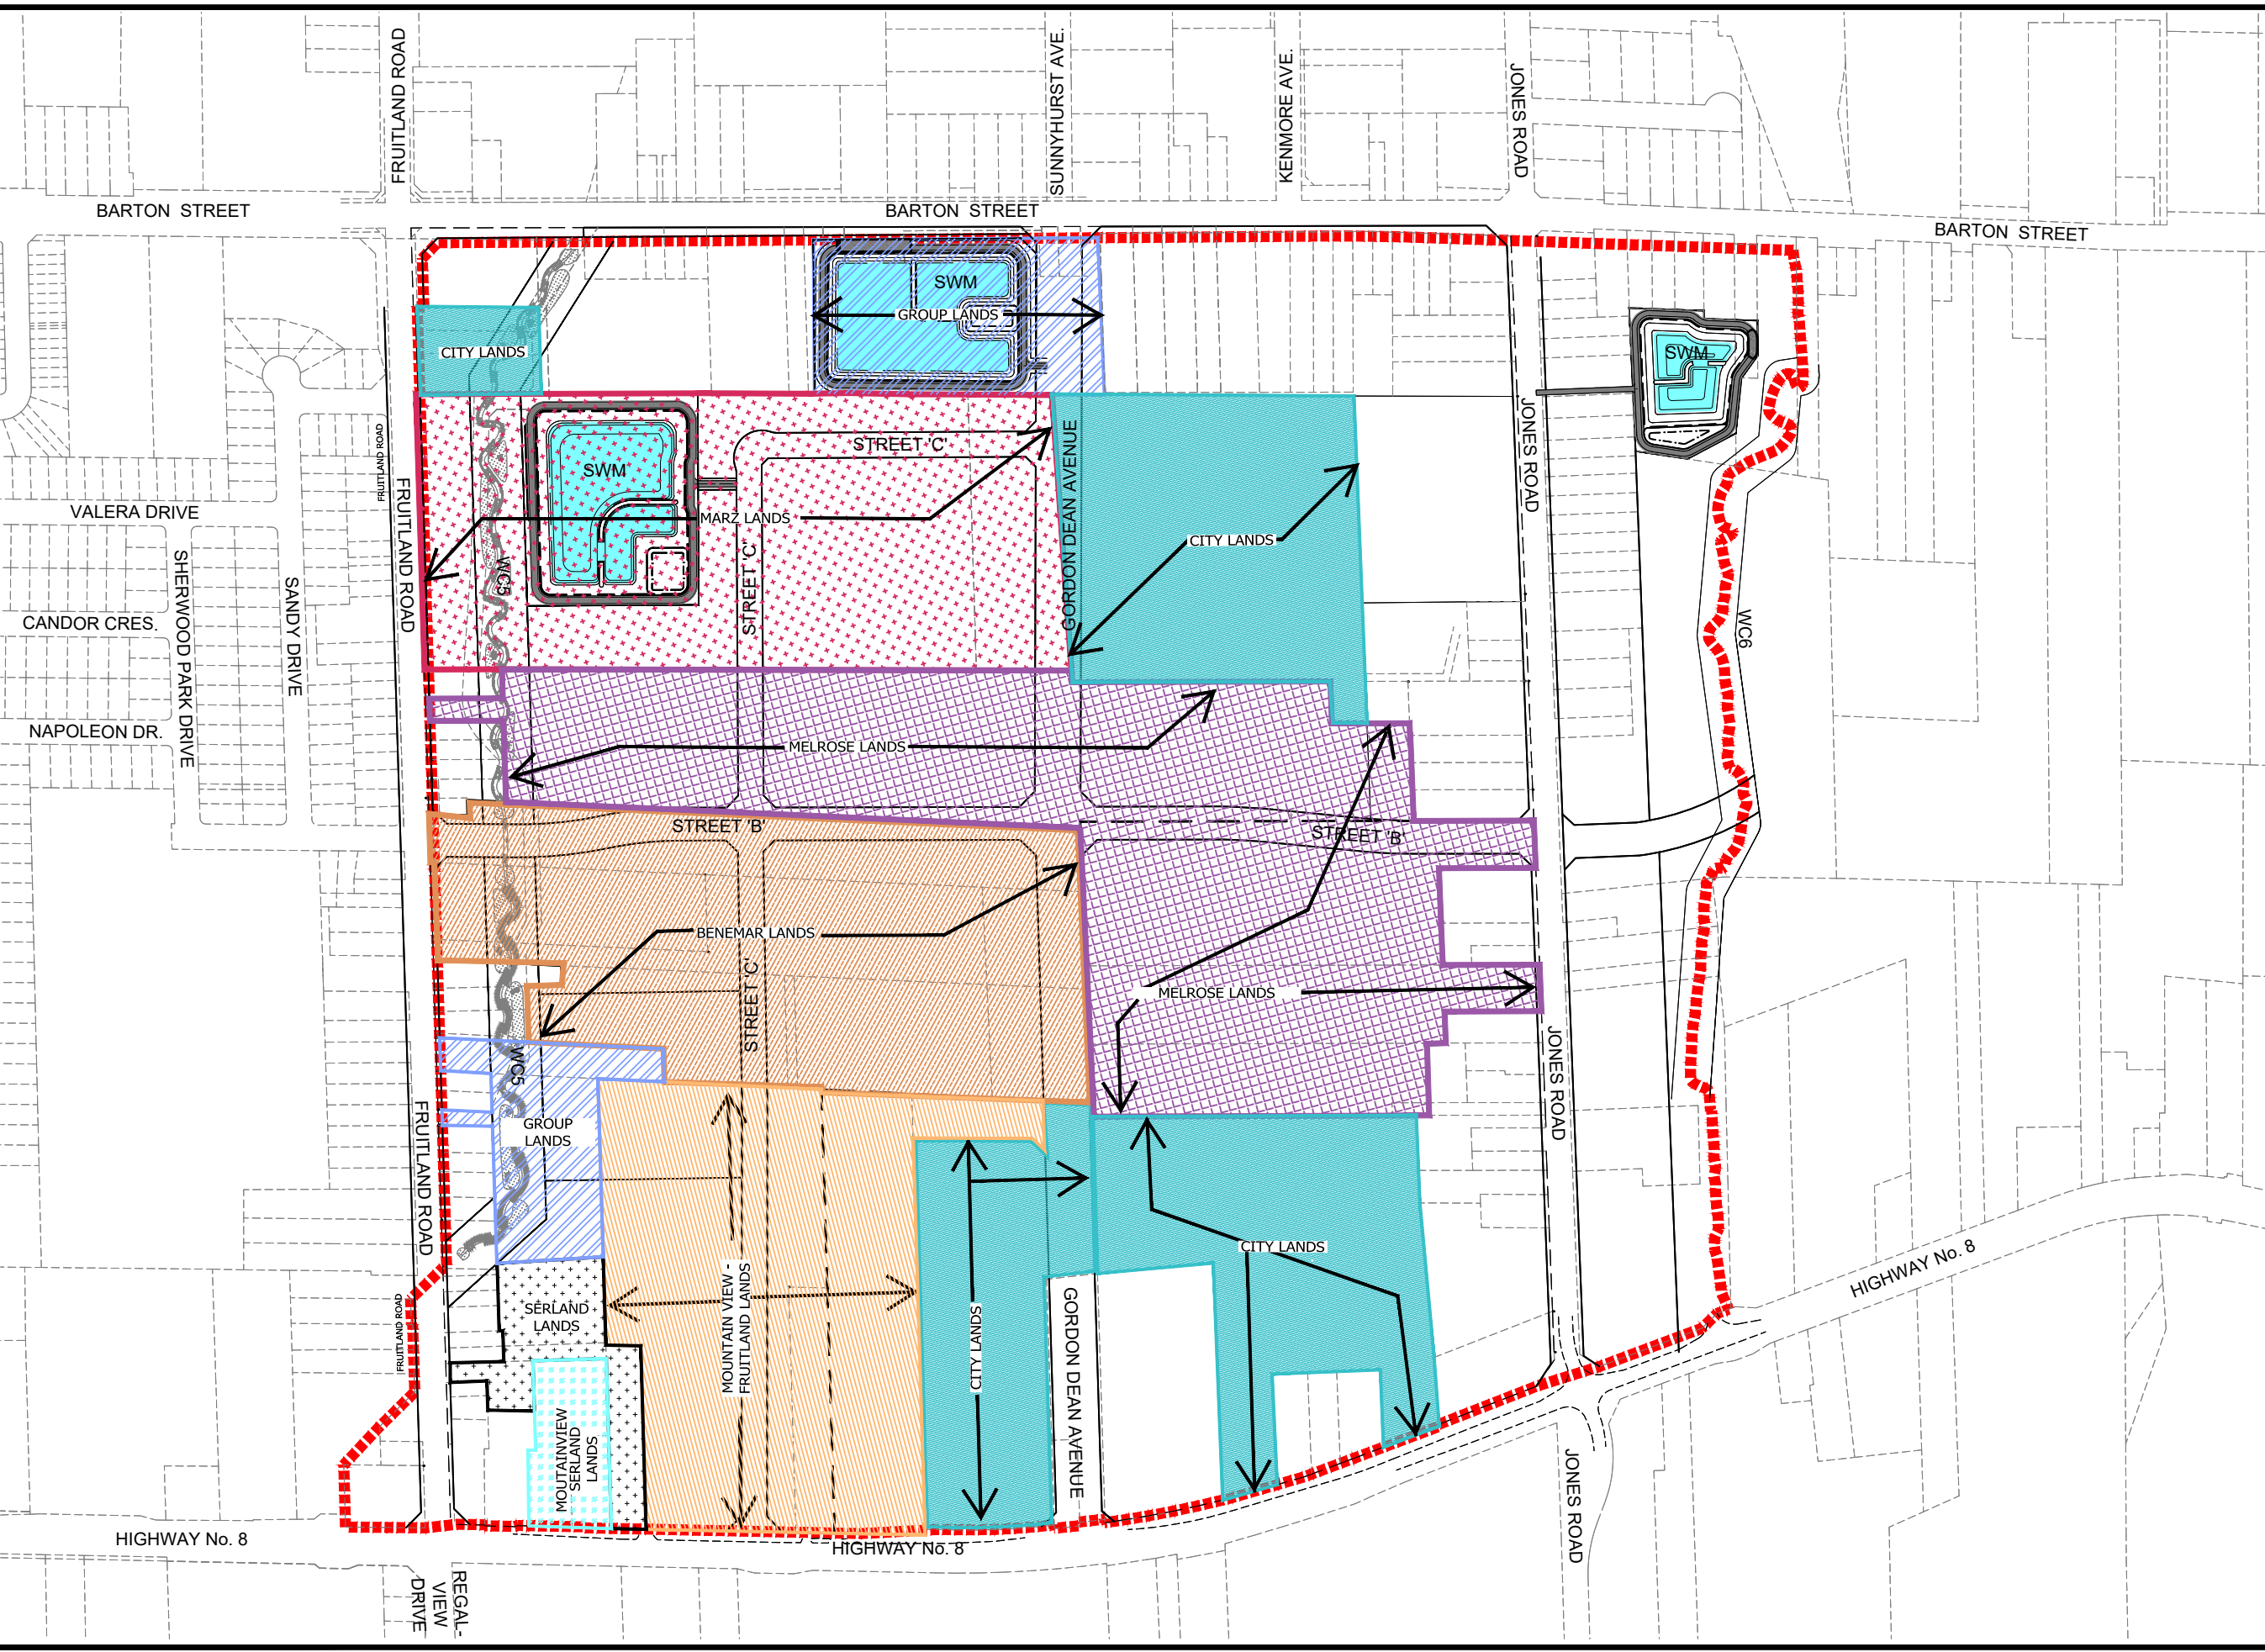 FRUITLAND ROAD
SUNNYHURST AVE.
KENMORE AVE.
JONES ROAD
BARTON  STREET
BARTON  STREET
BARTON  STREET
SWM
GROUP LANDS
CITY LANDS
SWM
FRUITLAND ROAD
FRUITLAND ROAD
STREET 'C'
SWM
MARZ LANDS
GORDON DEAN AVENUE
JONES ROAD
CITY LANDS
VALERA DRIVE
SHERWOOD PARK DRIVE
SANDY DRIVE
WC5
STREET 'C'
CANDOR CRES.
WC6
NAPOLEON DR.
MELROSE LANDS
STREET 'B'
STREET 'B'
BENEMAR LANDS
STREET 'C'
MELROSE LANDS
WC5
JONES ROAD
FRUITLAND ROAD
GROUP
LANDS
CITY LANDS
HIGHWAY No. 8
SERLAND
LANDS
MOUNTAIN VIEW -
FRUITLAND LANDS
CITY LANDS
GORDON DEAN AVENUE
FRUITLAND ROAD
MOUTAINVIEW
SERLAND
LANDS
JONES ROAD
HIGHWAY No. 8
HIGHWAY No. 8
REGAL-
VIEW
DRIVE